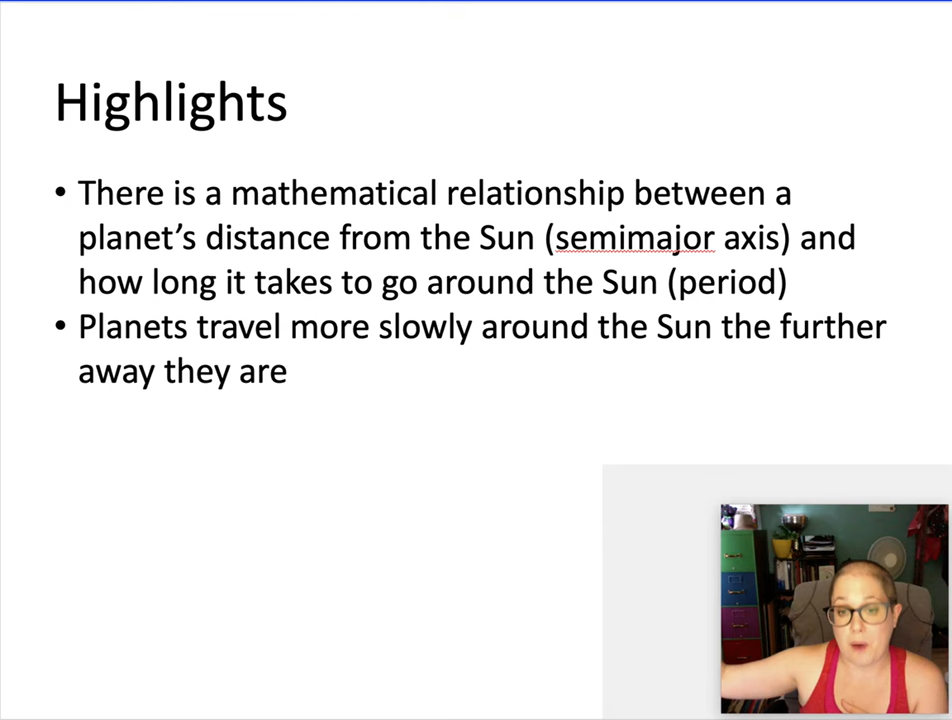 Highlights
• There is a mathematical relationship between a
planet’s distance from the Sun (semimajor axis) and
how long it takes to go around the Sun (period)
• Planets travel more slowly around the Sun the further
away they are